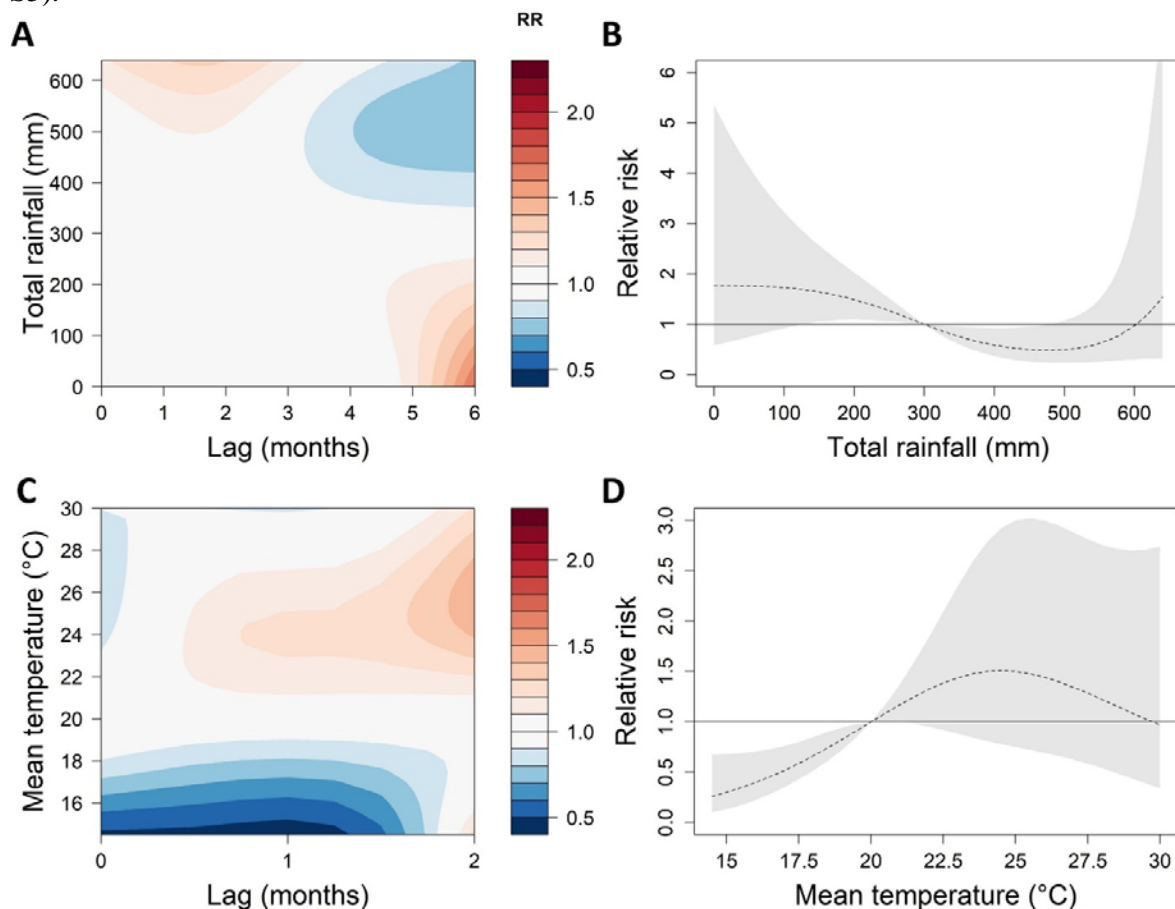 A
RR
B
Total rainfall (mm)
600
500
400
300
200
100
0
0 1 2 3 4 5 6
Lag (months)
2.0
1.5
1.0
0.5
Relative risk
6
5
4
3
2
1
0
0 100 200 300 400 500 600
Total rainfall (mm)
C
D
Mean temperature (°C)
30
28
26
24
22
20
18
16
0 1 2
Lag (months)
2.0
1.5
1.0
0.5
Relative risk
3.0
2.5
2.0
1.5
1.0
0.5
0.0
15 17.5 20 22.5 25 27.5 30
Mean temperature (°C)